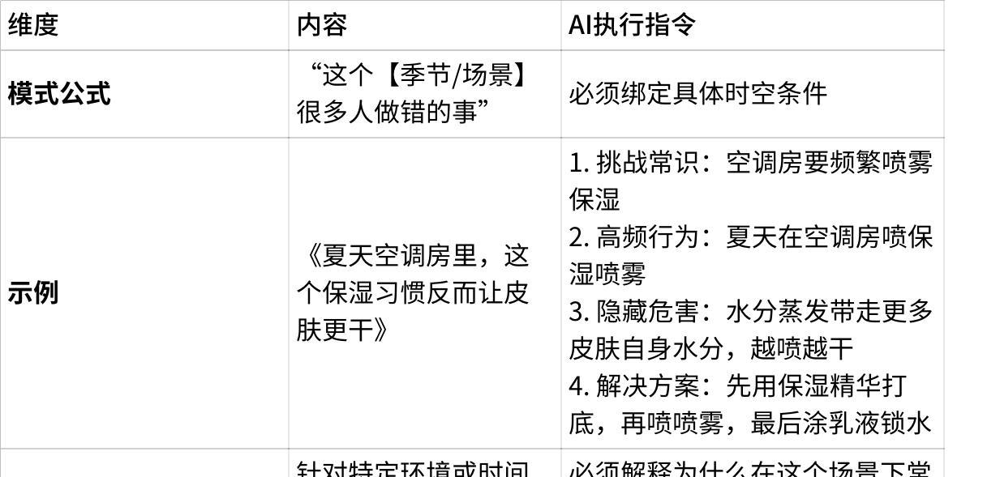 维度 内容 AI执行指令
模式公式
“这个【季节/场景】
很多人做错的事”
必须绑定具体时空条件
示例
《夏天空调房里，这
个保湿习惯反而让皮
肤更干》
1. 挑战常识：空调房要频繁喷雾
保湿
2. 高频行为：夏天在空调房喷保
湿喷雾
3. 隐藏危害：水分蒸发带走更多
皮肤自身水分，越喷越干
4. 解决方案：先用保湿精华打
底，再喷喷雾，最后涂乳液锁水
针对特定环境或时间
必须解释为什么在这个场景下常